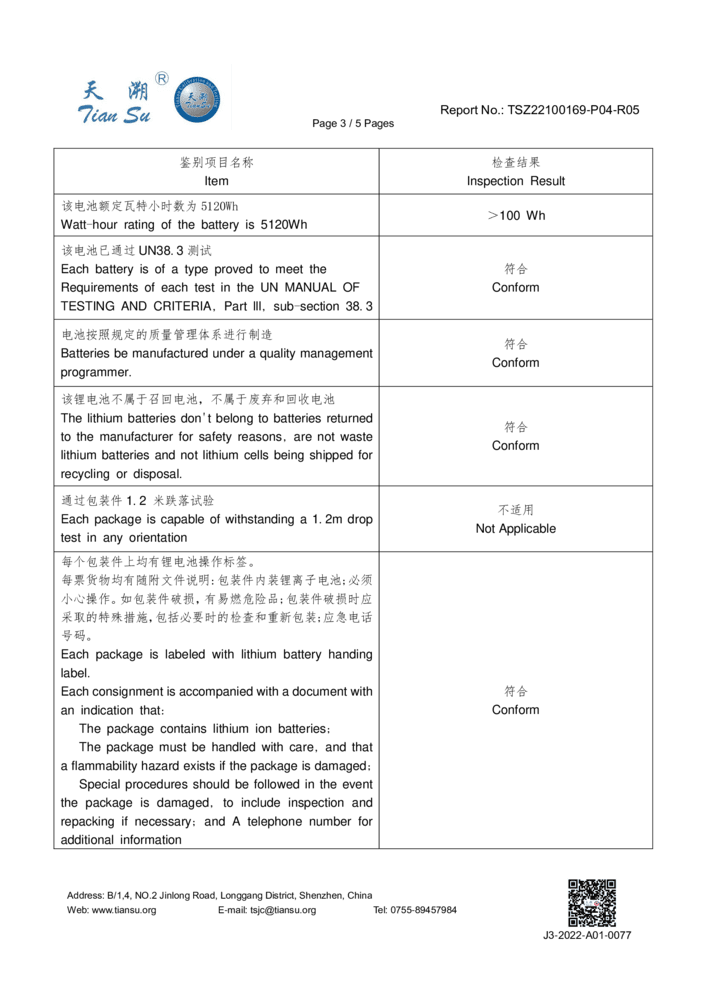 天 溯 ®
Tian Su
Page 3 / 5 Pages
Report No.: TSZ22100169-P04-R05
鉴别项目名称
Item
检查结果
Inspection Result
该电池额定瓦特小时数为 5120Wh
Watt-hour rating of the battery is 5120Wh
>100 Wh
该电池已通过 UN38.3 测试
Each battery is of a type proved to meet the
Requirements of each test in the UN MANUAL OF
TESTING AND CRITERIA, Part III, sub-section 38.3
符合
Conform
电池按照规定的质量管理体系进行制造
Batteries be manufactured under a quality management
programmer.
符合
Conform
该锂电池不属于召回电池，不属于废弃和回收电池
The lithium batteries don't belong to batteries returned
to the manufacturer for safety reasons, are not waste
lithium batteries and not lithium cells being shipped for
recycling or disposal.
符合
Conform
通过包装件 1.2 米跌落试验
Each package is capable of withstanding a 1.2m drop
test in any orientation
不适用
Not Applicable
每个包装件上均有锂电池操作标签。
每票货物均有随附文件说明:包装件内装锂离子电池;必须
小心操作。如包装件破损,有易燃危险品;包装件破损时应
采取的特殊措施,包括必要时的检查和重新包装;应急电话
号码。
Each package is labeled with lithium battery handing
label.
Each consignment is accompanied with a document with
an indication that:
The package contains lithium ion batteries;
The package must be handled with care, and that
a flammability hazard exists if the package is damaged;
Special procedures should be followed in the event
the package is damaged, to include inspection and
repacking if necessary; and A telephone number for
additional information
符合
Conform
Address: B/1,4, NO.2 Jinlong Road, Longgang District, Shenzhen, China
Web: www.tiansu.org E-mail: tsjc@tiansu.org Tel: 0755-89457984
J3-2022-A01-0077